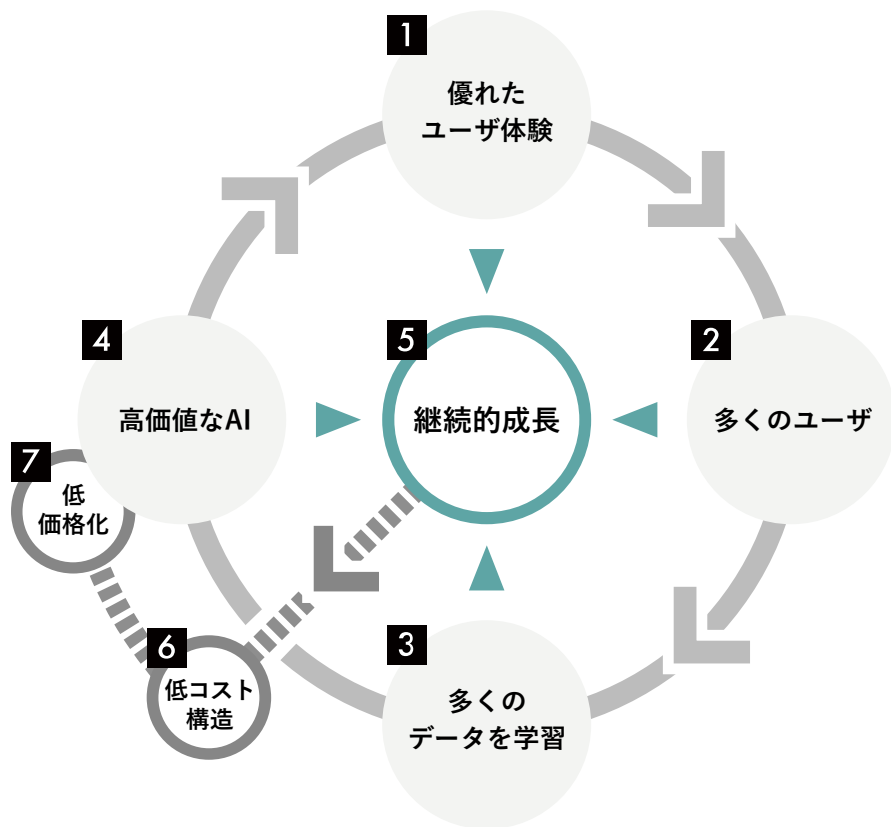 1
優れた
ユーザ体験
2
多くのユーザ
3
多くの
データを学習
4
高価値なAI
5
継続的成長
6
低コスト
構造
7
低
価格化